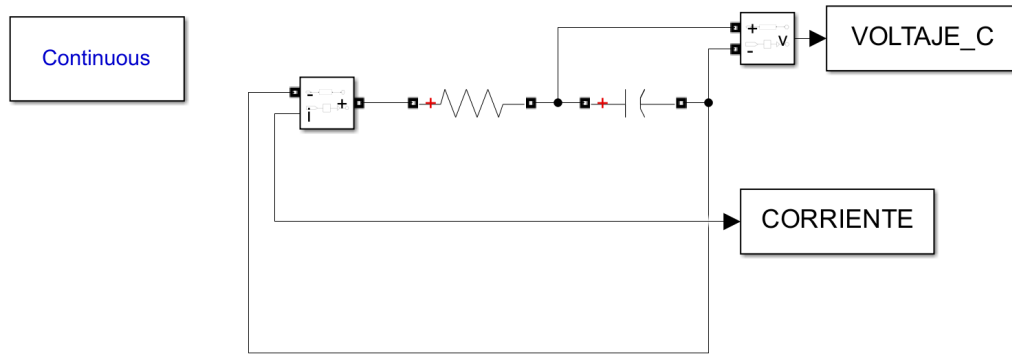 Continuous
+
v
-
VOLTAJE_C
-
+
i
+
+
CORRIENTE